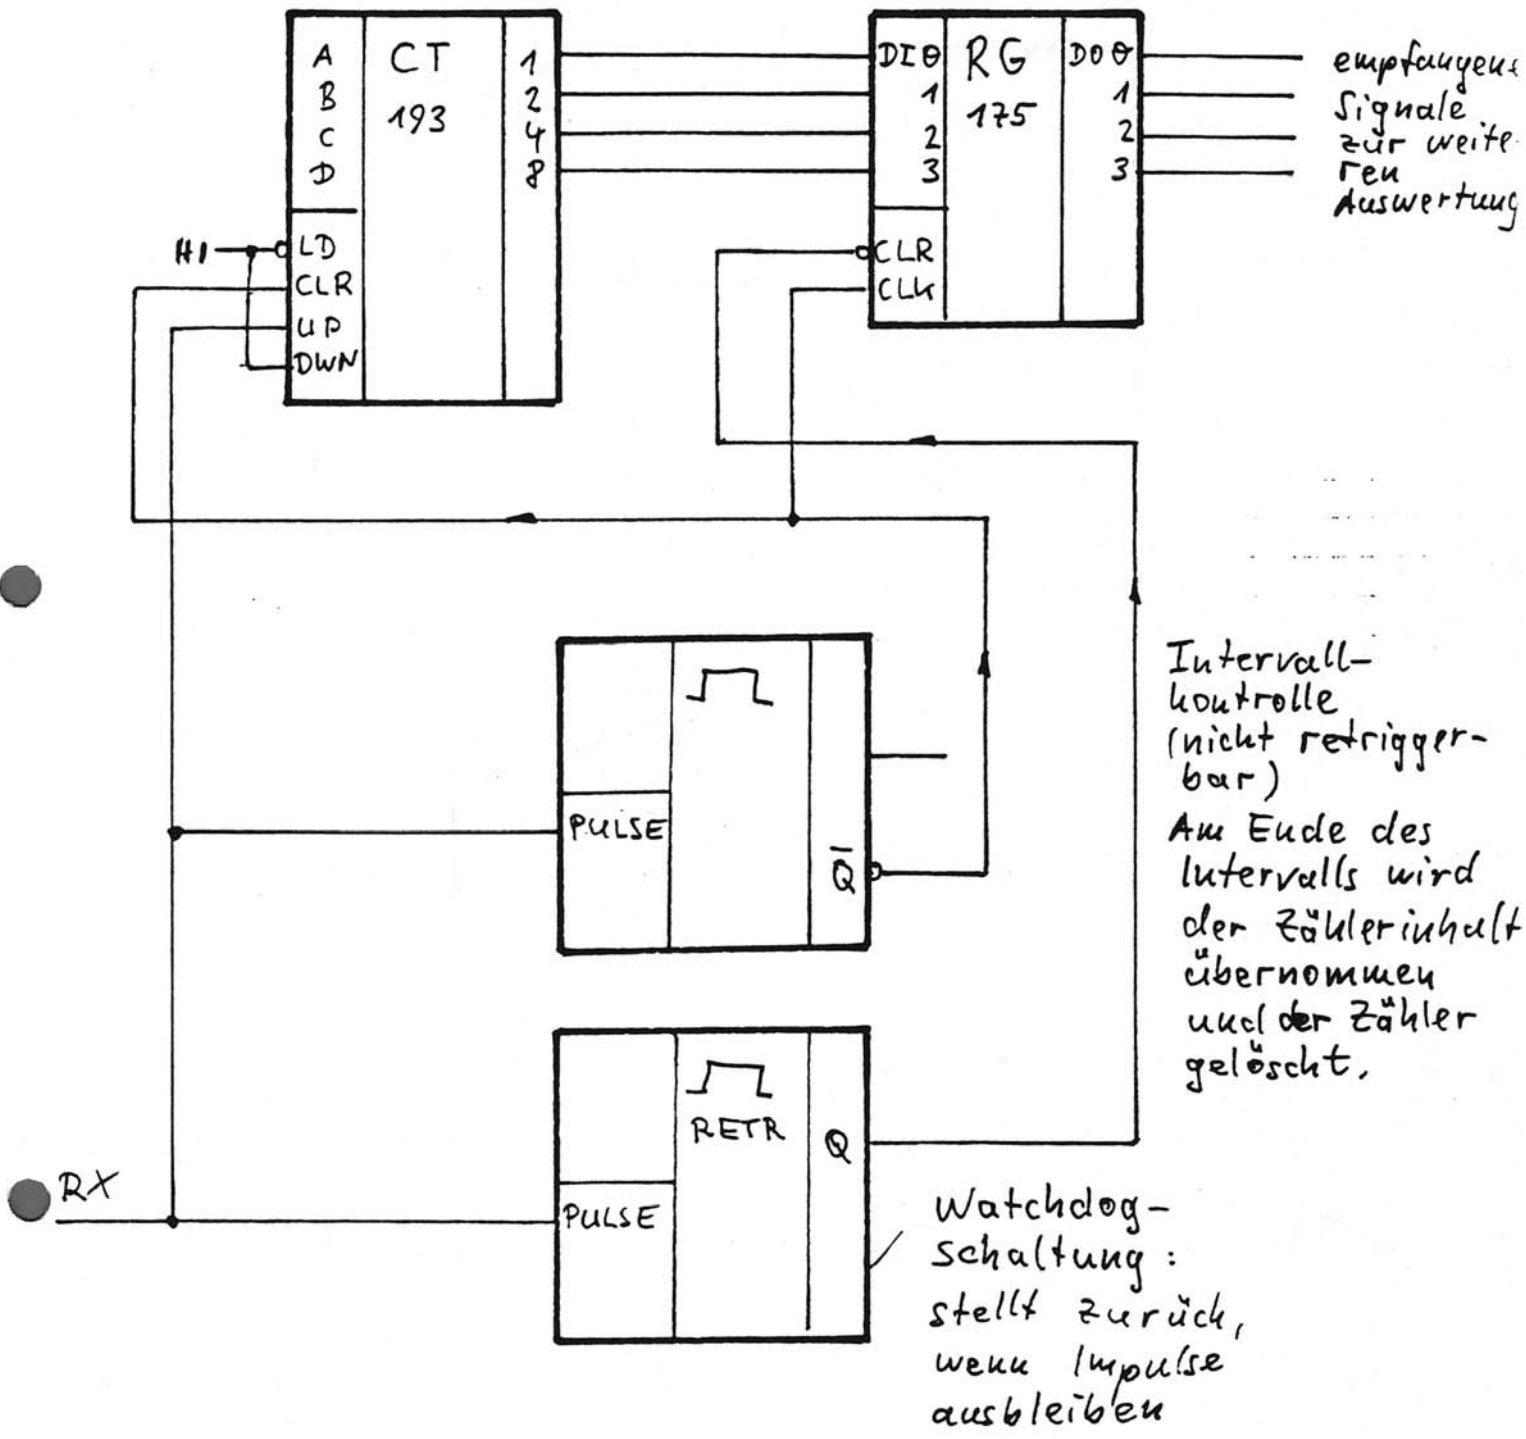 A
B
C
D
CT
193
1
2
4
8
HI
LD
CLR
UP
DWN
DI0
1
2
3
RG
175
DO0
1
2
3
CLR
CLK
empfangene
Signale
zur weite-
ren
Auswertung
PULSE
Q̅
Intervall-
kontrolle
(nicht retrigger-
bar)
Am Ende des
Intervalls wird
der Zählerinhalt
übernommen
und der Zähler
gelöscht.
RX
PULSE
RETR
Q
Watchdog-
schaltung:
stellt zurück,
wenn Impulse
ausbleiben